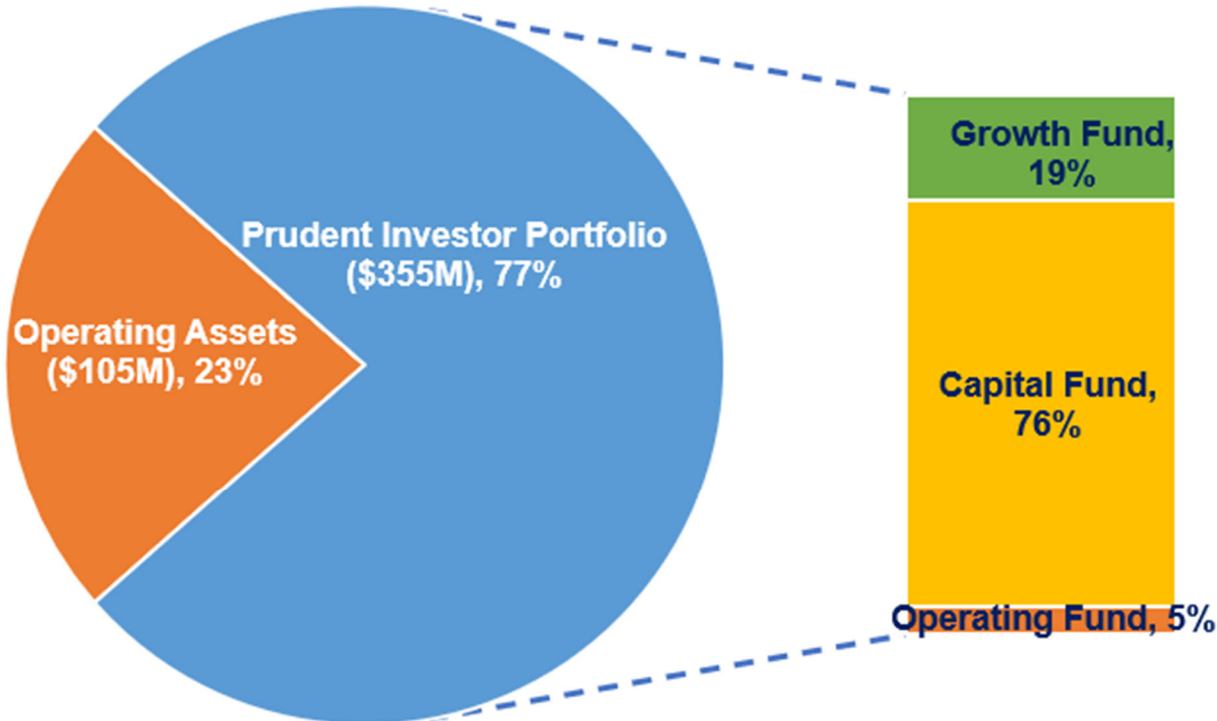 Prudent Investor Portfolio
($355M), 77%
Operating Assets
($105M), 23%
Growth Fund,
19%
Capital Fund,
76%
Operating Fund, 5%